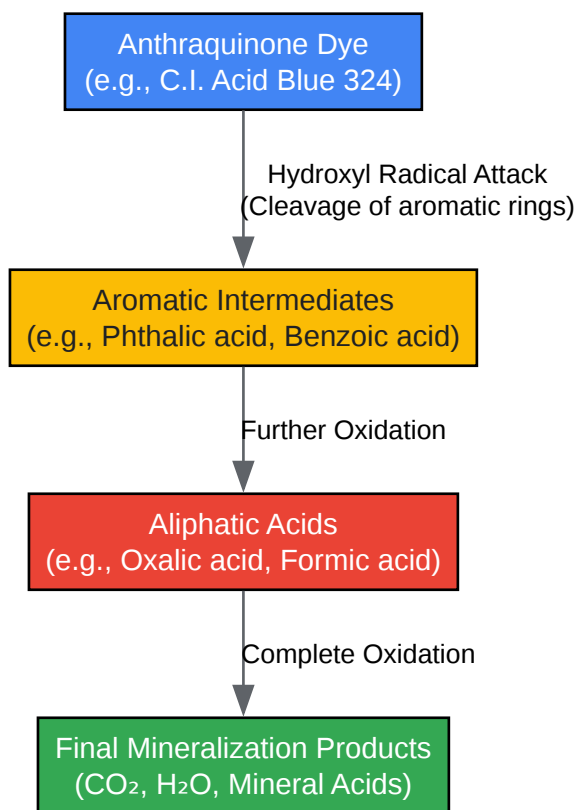 Anthraquinone Dye
(e.g., C.I. Acid Blue 324)
Hydroxyl Radical Attack
(Cleavage of aromatic rings)
Aromatic Intermediates
(e.g., Phthalic acid, Benzoic acid)
Further Oxidation
Aliphatic Acids
(e.g., Oxalic acid, Formic acid)
Complete Oxidation
Final Mineralization Products
(CO₂, H₂O, Mineral Acids)